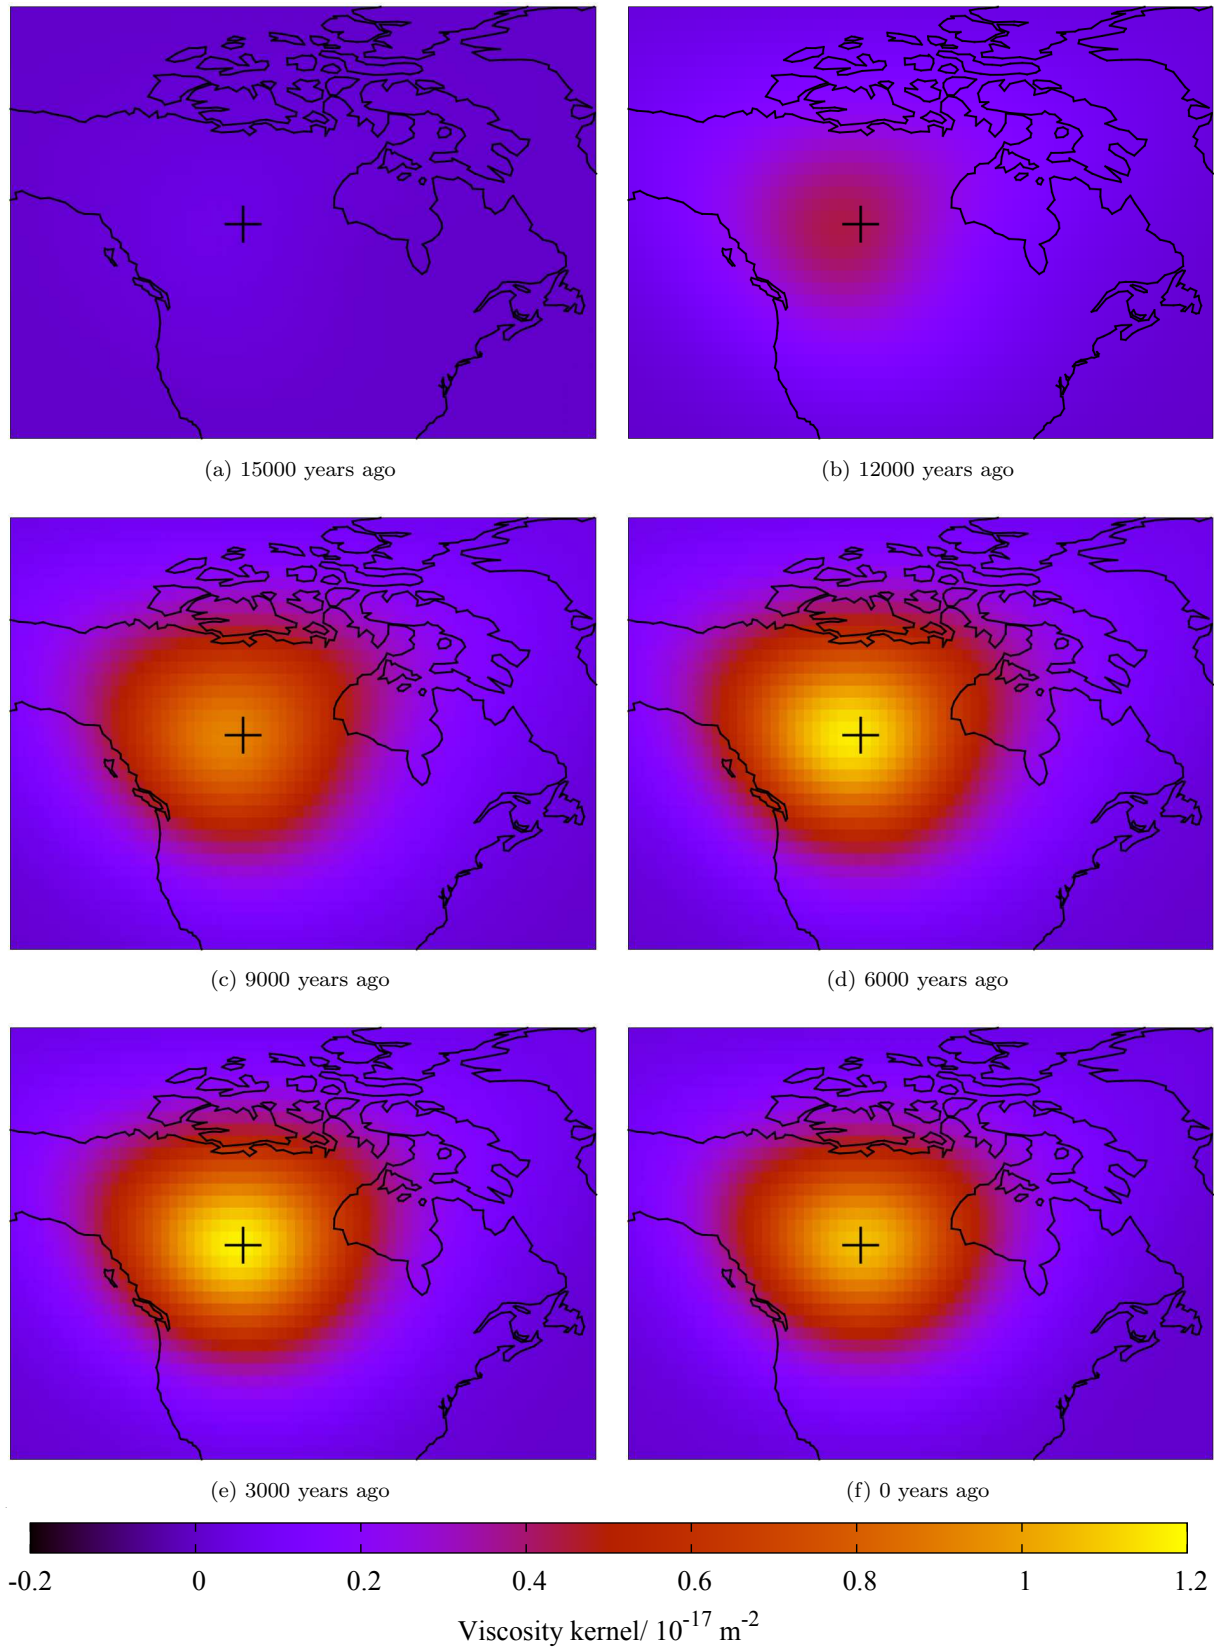 (a) 15000 years ago
(b) 12000 years ago
(c) 9000 years ago
(d) 6000 years ago
(e) 3000 years ago
(f) 0 years ago
-0.2 0 0.2 0.4 0.6 0.8 1 1.2
Viscosity kernel/ 10⁻¹⁷ m⁻²